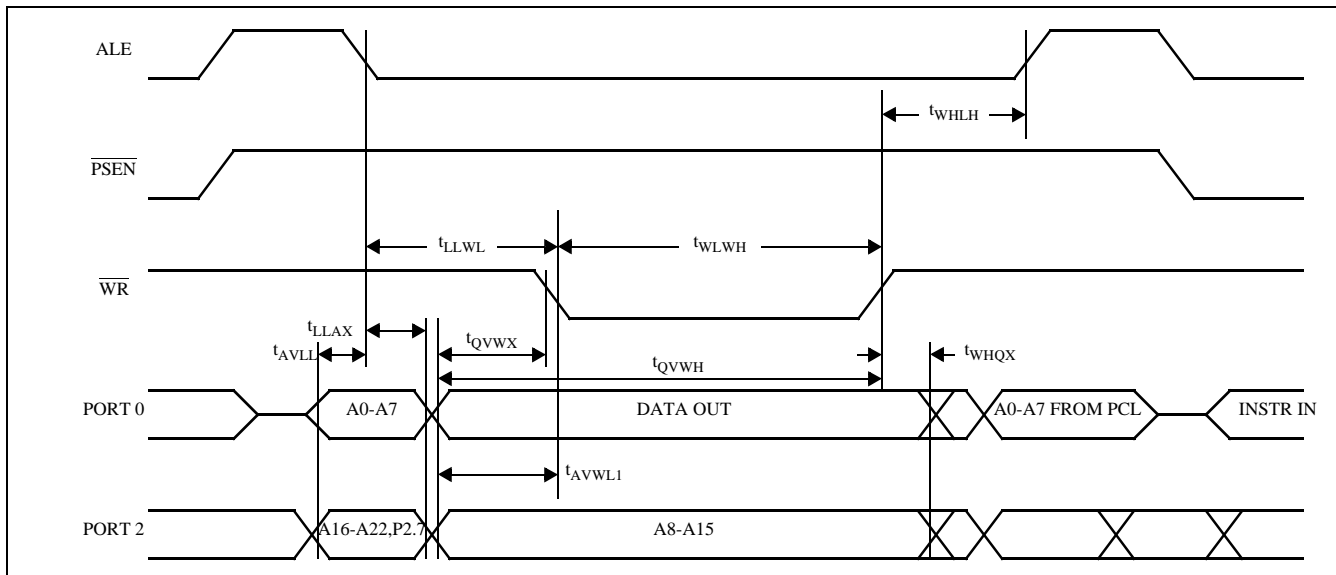 ALE
tWHLH
PSEN
tLLWL
tWLWH
WR
tLLAX
tAVLL
tQVWX
tWHQX
tQVWH
PORT 0
A0-A7
DATA OUT
A0-A7 FROM PCL
INSTR IN
tAVWL1
PORT 2
A16-A22,P2.7
A8-A15